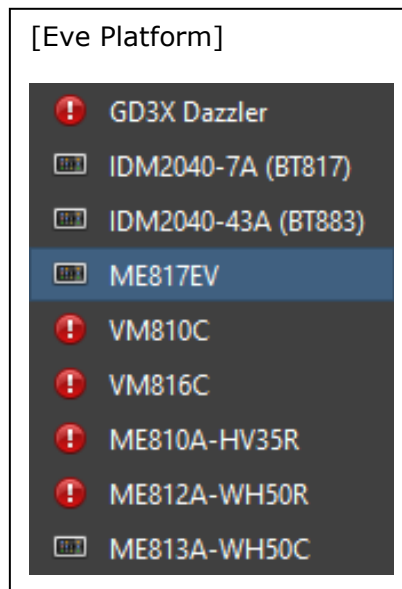 [Eve Platform]
GD3X Dazzler
IDM2040-7A (BT817)
IDM2040-43A (BT883)
ME817EV
VM810C
VM816C
ME810A-HV35R
ME812A-WH50R
ME813A-WH50C